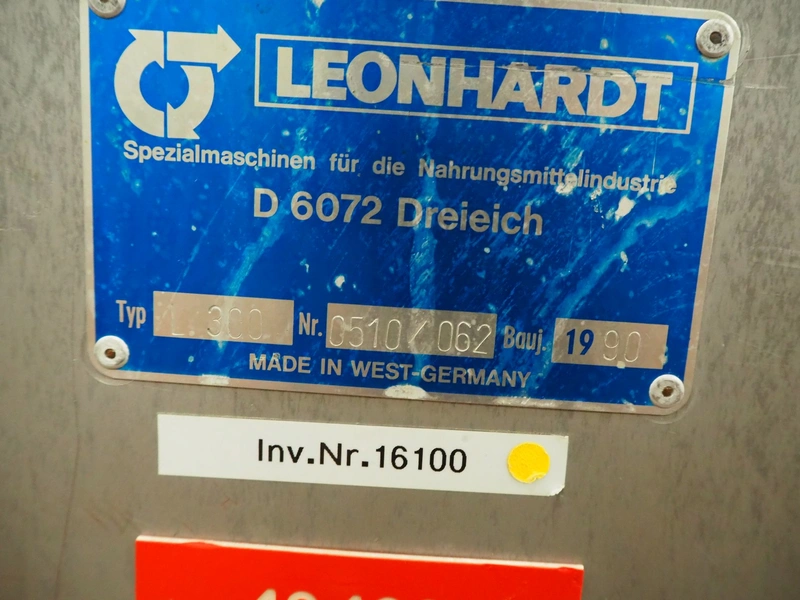 LEONHARDT
Spezialmaschinen für die Nahrungsmittelindustrie
D 6072 Dreieich
Typ L 300 Nr. 0510/062 Bauj. 1990
MADE IN WEST-GERMANY
Inv.Nr.16100